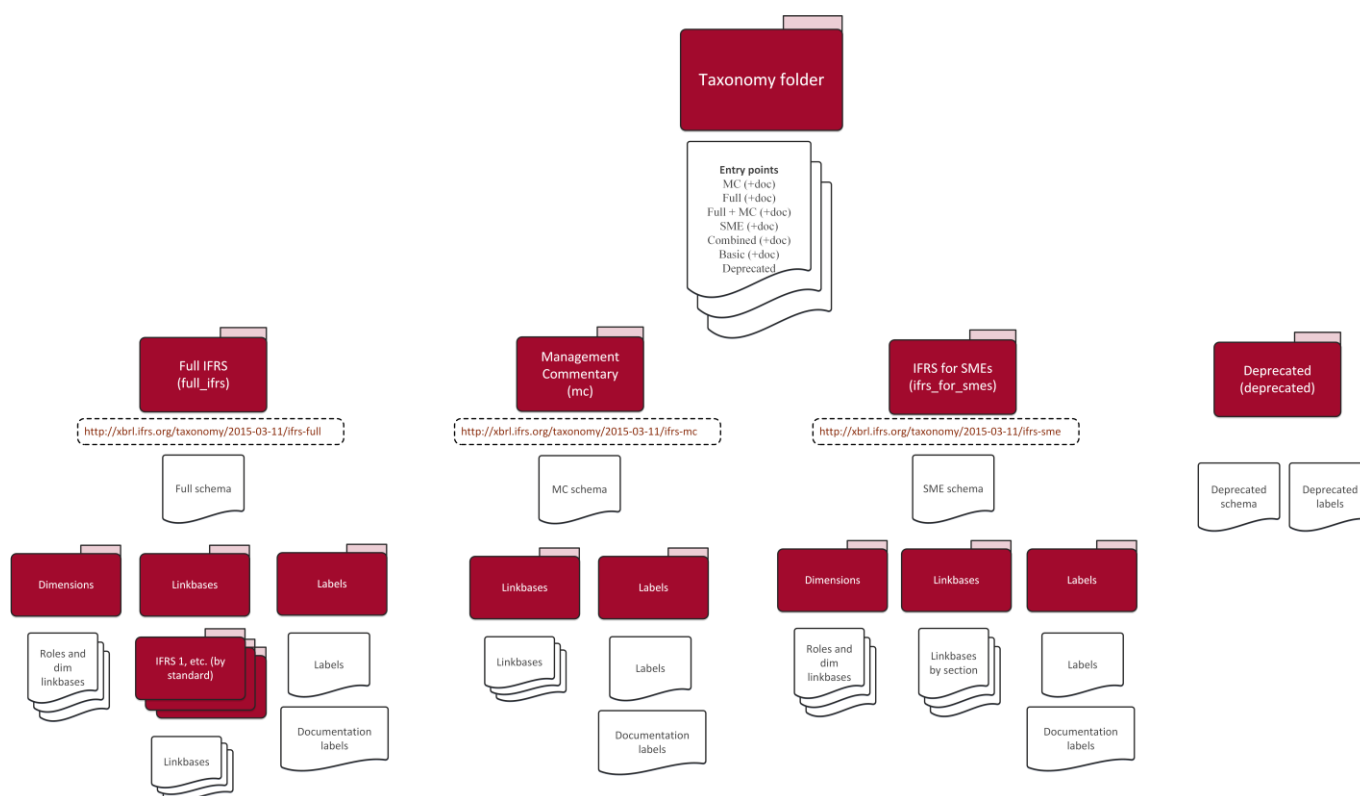 Taxonomy folder
Entry points
MC (+doc)
Full (+doc)
Full + MC (+doc)
SME (+doc)
Combined (+doc)
Basic (+doc)
Deprecated
Full IFRS
(full_ifrs)
Management
Commentary
(mc)
IFRS for SMEs
(ifrs_for_smes)
Deprecated
(deprecated)
http://xbrl.ifrs.org/taxonomy/2015-03-11/ifrs-full
http://xbrl.ifrs.org/taxonomy/2015-03-11/ifrs-mc
http://xbrl.ifrs.org/taxonomy/2015-03-11/ifrs-sme
Full schema
MC schema
SME schema
Deprecated
schema
Deprecated
labels
Dimensions
Linkbases
Labels
Linkbases
Labels
Dimensions
Linkbases
Labels
Roles and
dim
linkbases
IFRS 1, etc. (by
standard)
Labels
Linkbases
Labels
Roles and
dim
linkbases
Linkbases
by section
Labels
Documentation
labels
Documentation
labels
Documentation
labels
Linkbases